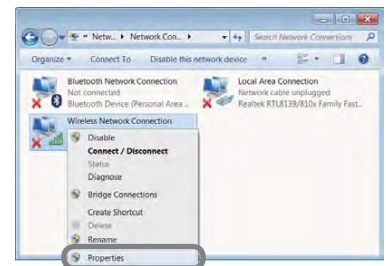 Netw... ▸ Network Con... ▸
Search Network Connections
Organize ▾ Connect To Disable this network device »
Bluetooth Network Connection
Not connected
Bluetooth Device (Personal Area ...
Local Area Connection
Network cable unplugged
Realtek RTL8139/810x Family Fast...
Wireless Network Connection
Disable
Connect / Disconnect
Status
Diagnose
Bridge Connections
Create Shortcut
Delete
Rename
Properties